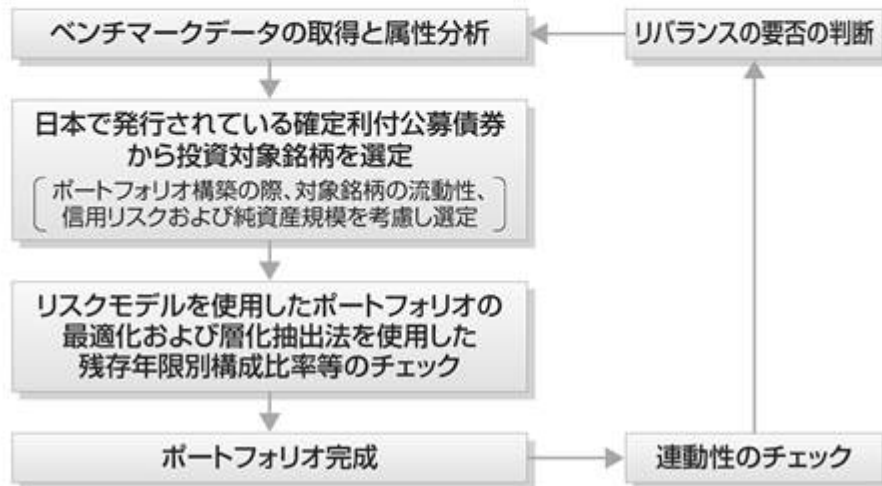 ベンチマークデータの取得と属性分析
リバランスの要否の判断
日本で発行されている確定利付公募債券
から投資対象銘柄を選定
ポートフォリオ構築の際、対象銘柄の流動性、
信用リスクおよび純資産規模を考慮し選定
リスクモデルを使用したポートフォリオの
最適化および層化抽出法を使用した
残存年限別構成比率等のチェック
ポートフォリオ完成
連動性のチェック